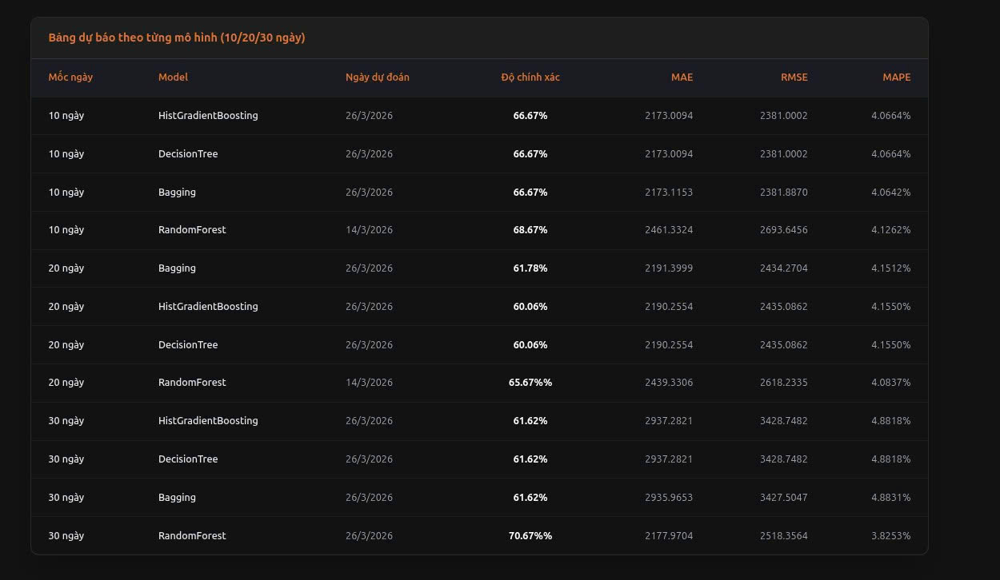 Bảng dự báo theo từng mô hình (10/20/30 ngày)
Mốc ngày Model Ngày dự đoán Độ chính xác MAE RMSE MAPE
10 ngày HistGradientBoosting 26/3/2026 66.67% 2173.0094 2381.0002 4.0664%
10 ngày DecisionTree 26/3/2026 66.67% 2173.0094 2381.0002 4.0664%
10 ngày Bagging 26/3/2026 66.67% 2173.1153 2381.8870 4.0642%
10 ngày RandomForest 14/3/2026 68.67% 2461.3324 2693.6456 4.1262%
20 ngày Bagging 26/3/2026 61.78% 2191.3999 2434.2704 4.1512%
20 ngày HistGradientBoosting 26/3/2026 60.06% 2190.2554 2435.0862 4.1550%
20 ngày DecisionTree 26/3/2026 60.06% 2190.2554 2435.0862 4.1550%
20 ngày RandomForest 14/3/2026 65.67%% 2439.3306 2618.2335 4.0837%
30 ngày HistGradientBoosting 26/3/2026 61.62% 2937.2821 3428.7482 4.8818%
30 ngày DecisionTree 26/3/2026 61.62% 2937.2821 3428.7482 4.8818%
30 ngày Bagging 26/3/2026 61.62% 2935.9653 3427.5047 4.8831%
30 ngày RandomForest 26/3/2026 70.67%% 2177.9704 2518.3564 3.8253%